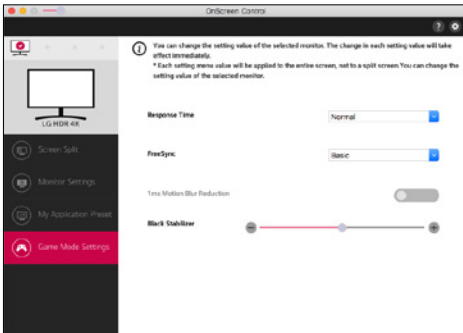 OnScreen Control
?
i
You can change the setting value of the selected monitor. The change in each setting value will take
effect immediately.
* Each setting menu value will be applied to the entire screen, not to a split screen.You can change the
setting value of the selected monitor.
LG HDR 4K
Screen Split
Monitor Settings
My Application Preset
Game Mode Settings
Response Time
Normal
FreeSync
Basic
1ms Motion Blur Reduction
Black Stabilizer